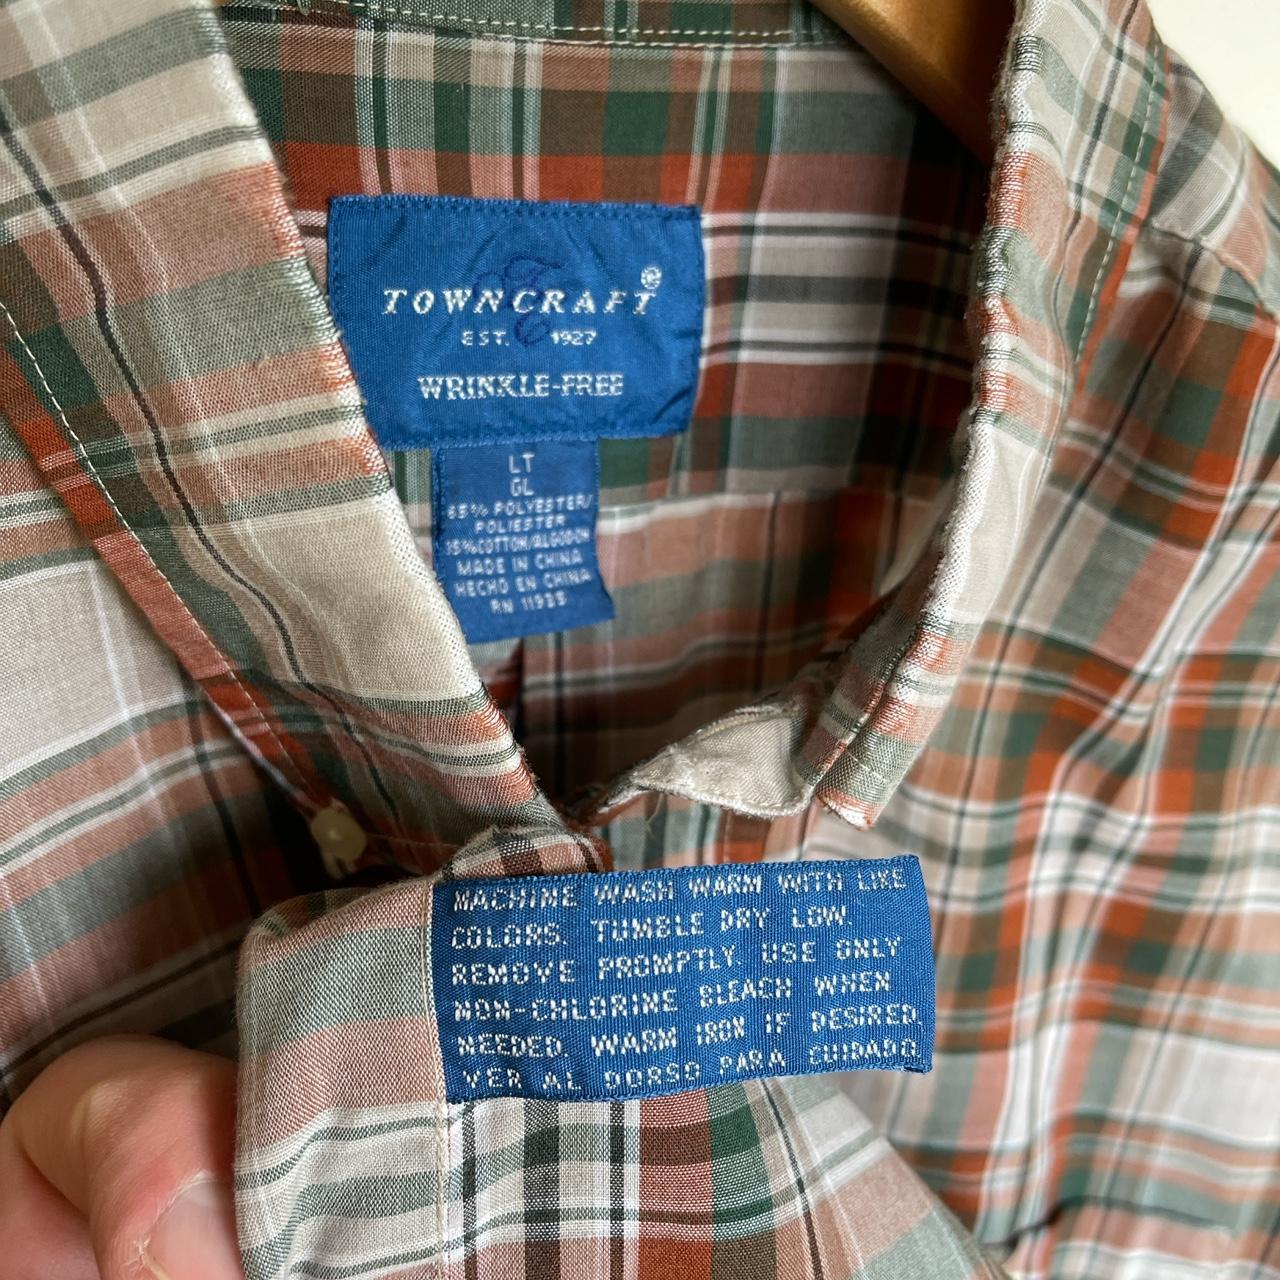 TOWNCRAFT®
EST. 1927
WRINKLE-FREE
LT
GL
65% POLYESTER/
POLIESTER
35% COTTON/ALGODON
MADE IN CHINA
HECHO EN CHINA
RN 11935
MACHINE WASH WARM WITH LIKE
COLORS. TUMBLE DRY LOW.
REMOVE PROMPTLY. USE ONLY
NON-CHLORINE BLEACH WHEN
NEEDED. WARM IRON IF DESIRED.
VER AL DORSO PARA CUIDADO.